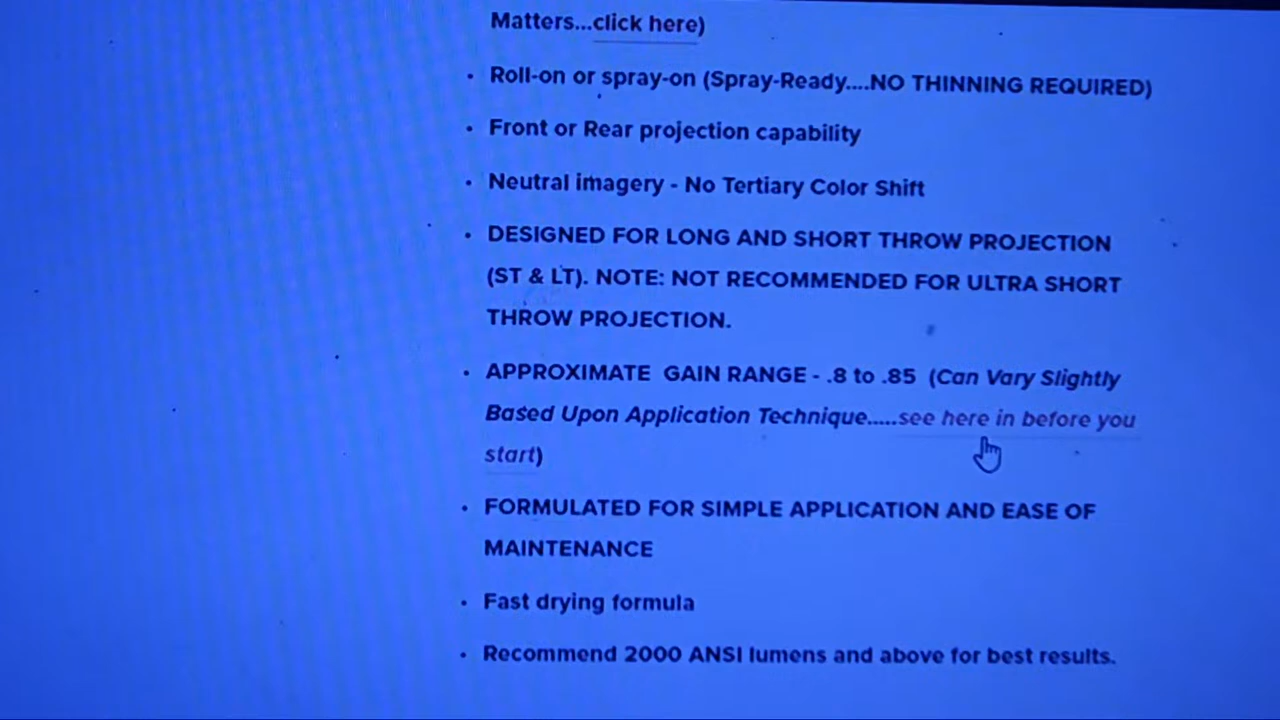 Matters...click here)
• Roll-on or spray-on (Spray-Ready....NO THINNING REQUIRED)
• Front or Rear projection capability
• Neutral imagery - No Tertiary Color Shift
• DESIGNED FOR LONG AND SHORT THROW PROJECTION
(ST & LT). NOTE: NOT RECOMMENDED FOR ULTRA SHORT
THROW PROJECTION.
• APPROXIMATE GAIN RANGE - .8 to .85 (Can Vary Slightly
Based Upon Application Technique.....see here in before you
start)
• FORMULATED FOR SIMPLE APPLICATION AND EASE OF
MAINTENANCE
• Fast drying formula
• Recommend 2000 ANSI lumens and above for best results.